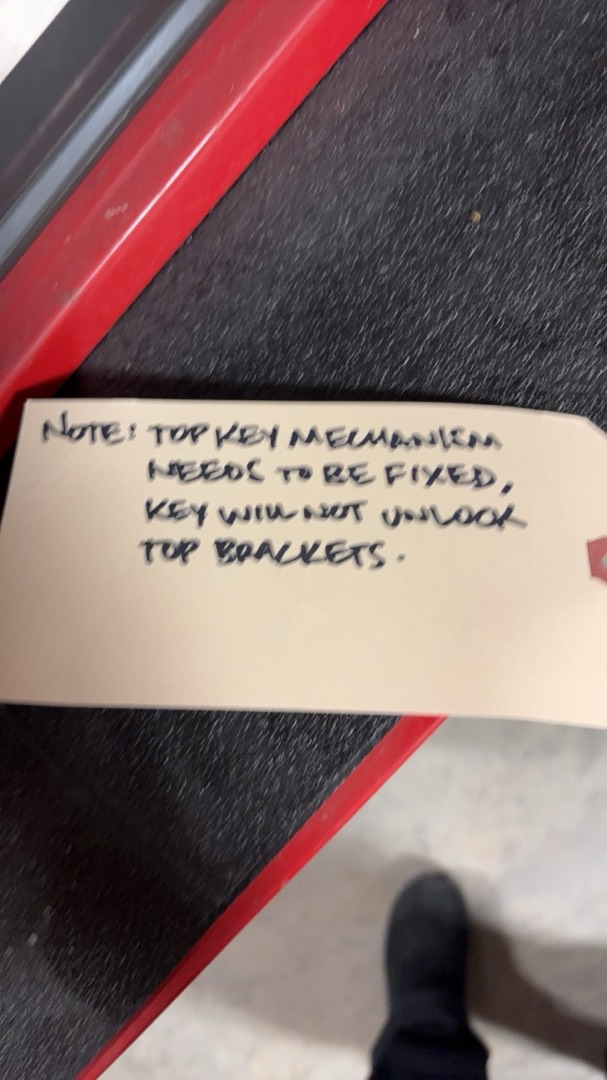 NOTE: TOP KEY MECHANISM
NEEDS TO BE FIXED,
KEY WILL NOT UNLOCK
TOP BRACKETS.